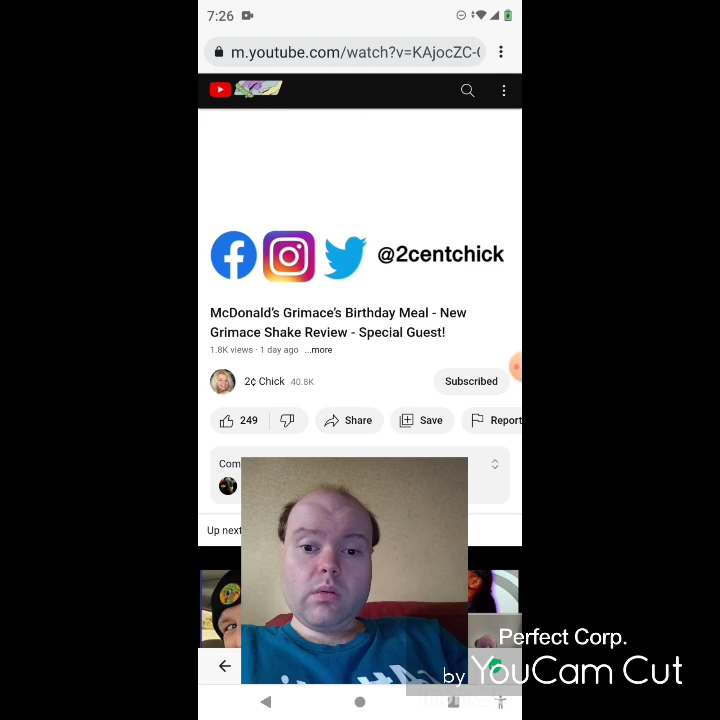 7:26
m.youtube.com/watch?v=KAjocZC-
@2centchick
McDonald's Grimace's Birthday Meal - New
Grimace Shake Review - Special Guest!
1.8K views · 1 day ago ...more
2¢ Chick 40.8K
Subscribed
249
Share
Save
Report
Com
Up next
Perfect Corp.
by YouCam Cut